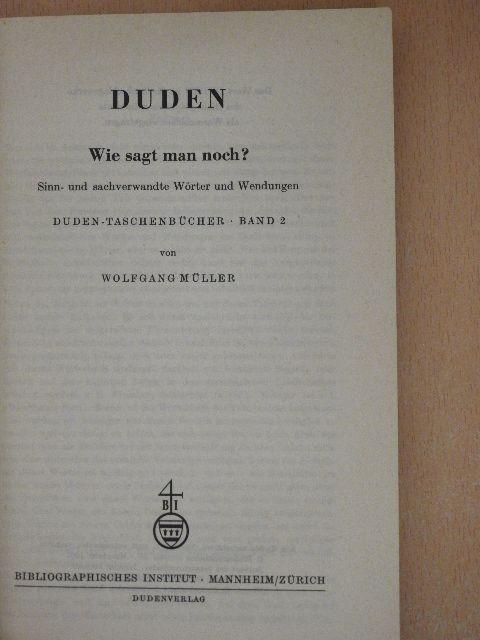 DUDEN
Wie sagt man noch?
Sinn- und sachverwandte Wörter und Wendungen
DUDEN-TASCHENBÜCHER · BAND 2
von
WOLFGANG MÜLLER
B I
BIBLIOGRAPHISCHES INSTITUT · MANNHEIM/ZÜRICH
DUDENVERLAG